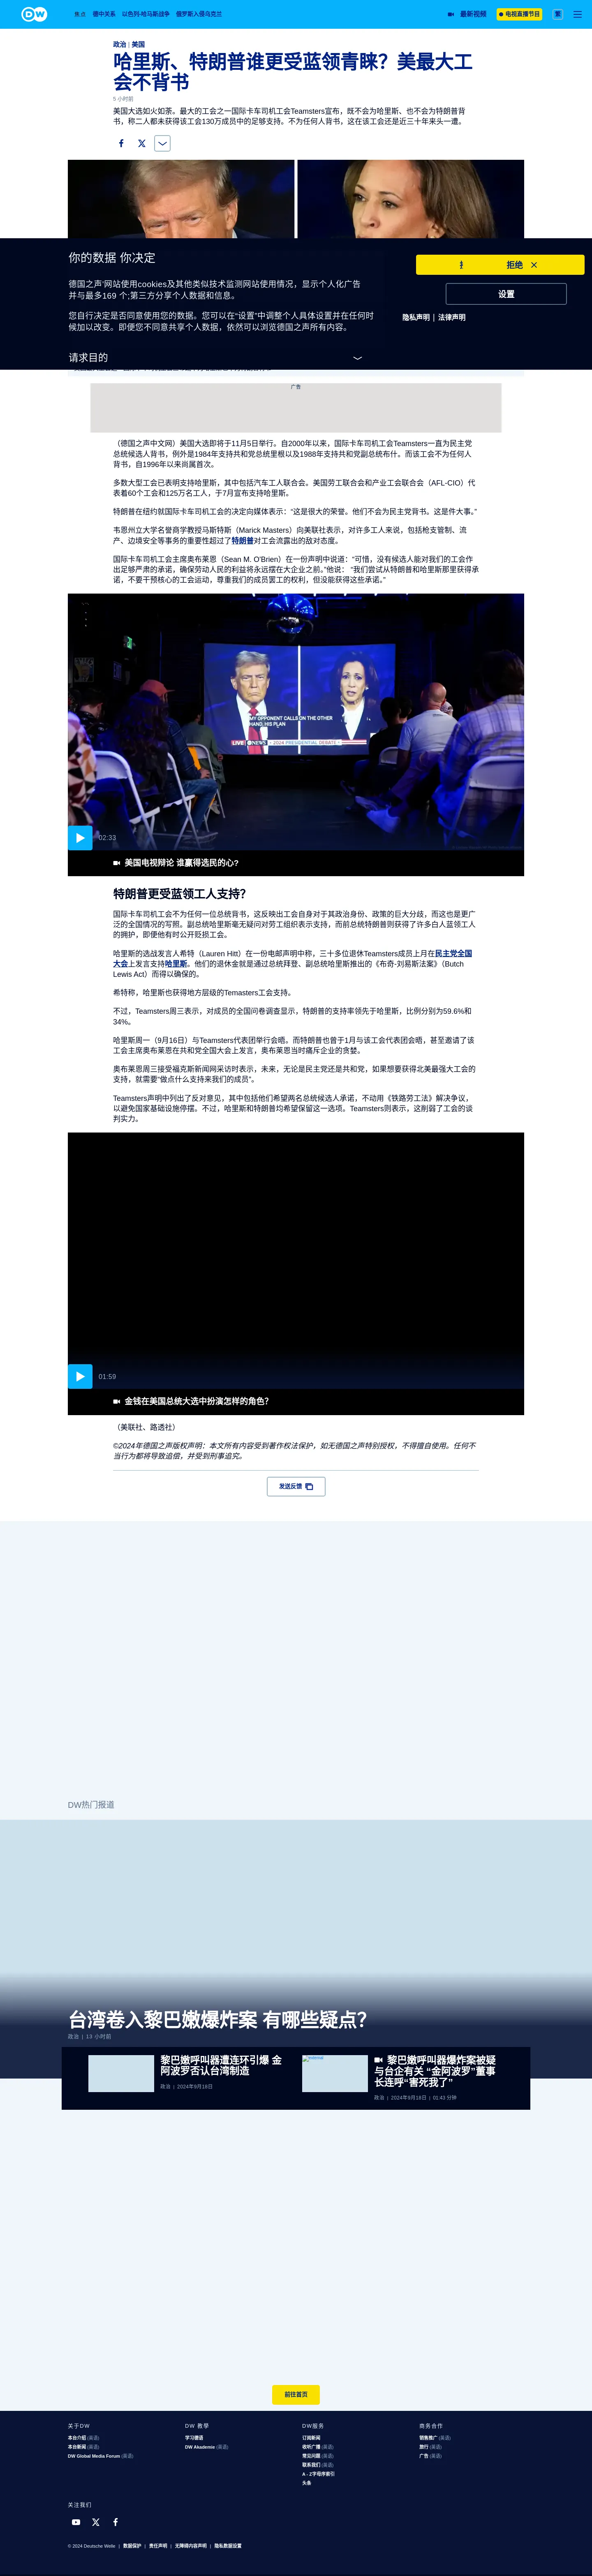 DW
焦点 德中关系 以色列-哈马斯战争 俄罗斯入侵乌克兰
最新视频
电视直播节目
繁
政治 | 美国
哈里斯、特朗普谁更受蓝领青睐？美最大工
会不背书
5 小时前
美国大选如火如荼。最大的工会之一国际卡车司机工会Teamsters宣布，既不会为哈里斯、也不会为特朗普背
书，称二人都未获得该工会130万成员中的足够支持。不为任何人背书，这在该工会还是近三十年来头一遭。
你的数据 你决定
德国之声'网站使用cookies及其他类似技术监测网站使用情况，显示个人化广告
并与最多169 个;第三方分享个人数据和信息。
您自行决定是否同意使用您的数据。您可以在"设置"中调整个人具体设置并在任何时
候加以改变。即便您不同意共享个人数据，依然可以浏览德国之声所有内容。
请求目的
拒绝
设置
隐私声明 | 法律声明
广告
（德国之声中文网）美国大选即将于11月5日举行。自2000年以来，国际卡车司机工会Teamsters一直为民主党
总统候选人背书，例外是1984年支持共和党总统里根以及1988年支持共和党副总统布什。而该工会不为任何人
背书，自1996年以来尚属首次。
多数大型工会已表明支持哈里斯，其中包括汽车工人联合会。美国劳工联合会和产业工会联合会（AFL-CIO）代
表着60个工会和125万名工人，于7月宣布支持哈里斯。
特朗普在纽约就国际卡车司机工会的决定向媒体表示：“这是很大的荣誉。他们不会为民主党背书。这是件大事。”
韦恩州立大学名誉商学教授马斯特斯（Marick Masters）向美联社表示，对许多工人来说，包括枪支管制、流
产、边境安全等事务的重要性超过了特朗普对工会流露出的敌对态度。
国际卡车司机工会主席奥布莱恩（Sean M. O'Brien）在一份声明中说道：“可惜，没有候选人能对我们的工会作
出足够严肃的承诺，确保劳动人民的利益将永远摆在大企业之前。”他说： “我们尝试从特朗普和哈里斯那里获得承
诺，不要干预核心的工会运动，尊重我们的成员罢工的权利，但没能获得这些承诺。”
MY OPPONENT CALLS ON THE OTHER
HAND, HIS PLAN
LIVE NEWS 2024 PRESIDENTIAL DEBATE
02:33
美国电视辩论 谁赢得选民的心?
特朗普更受蓝领工人支持？
国际卡车司机工会不为任何一位总统背书，这反映出工会自身对于其政治身份、政策的巨大分歧，而这也是更广
泛的全国情况的写照。副总统哈里斯毫无疑问对劳工组织表示支持，而前总统特朗普则获得了许多白人蓝领工人
的拥护，即便他有时公开贬损工会。
哈里斯的选战发言人希特（Lauren Hitt）在一份电邮声明中称，三十多位退休Teamsters成员上月在民主党全国
大会上发言支持哈里斯。他们的退休金就是通过总统拜登、副总统哈里斯推出的《布奇-刘易斯法案》（Butch
Lewis Act）而得以确保的。
希特称，哈里斯也获得地方层级的Temasters工会支持。
不过，Teamsters周三表示，对成员的全国问卷调查显示，特朗普的支持率领先于哈里斯，比例分别为59.6%和
34%。
哈里斯周一（9月16日）与Teamsters代表团举行会晤。而特朗普也曾于1月与该工会代表团会晤，甚至邀请了该
工会主席奥布莱恩在共和党全国大会上发言，奥布莱恩当时痛斥企业的贪婪。
奥布莱恩周三接受福克斯新闻网采访时表示，未来，无论是民主党还是共和党，如果想要获得北美最强大工会的
支持，就需要“做点什么支持来我们的成员”。
Teamsters声明中列出了反对意见，其中包括他们希望两名总统候选人承诺，不动用《铁路劳工法》解决争议，
以避免国家基础设施停摆。不过，哈里斯和特朗普均希望保留这一选项。Teamsters则表示，这削弱了工会的谈
判实力。
01:59
金钱在美国总统大选中扮演怎样的角色？
（美联社、路透社）
©2024年德国之声版权声明：本文所有内容受到著作权法保护，如无德国之声特别授权，不得擅自使用。任何不
当行为都将导致追偿，并受到刑事追究。
发送反馈
DW热门报道
台湾卷入黎巴嫩爆炸案 有哪些疑点？
政治 | 13 小时前
黎巴嫩呼叫器遭连环引爆 金
阿波罗否认台湾制造
政治 | 2024年9月18日
黎巴嫩呼叫器爆炸案被疑
与台企有关 “金阿波罗”董事
长连呼“害死我了”
政治 | 2024年9月18日 | 01:43 分钟
前往首页
关于DW
本台介绍 (英语)
本台新闻 (英语)
DW Global Media Forum (英语)
DW 教學
学习德语
DW Akademie (英语)
DW服务
订阅新闻
收听广播 (英语)
常见问题 (英语)
联系我们 (英语)
A - Z字母序索引
头条
商务合作
销售推广 (英语)
旅行 (英语)
广告 (英语)
关注我们
© 2024 Deutsche Welle | 数据保护 | 责任声明 | 无障碍内容声明 | 隐私数据设置